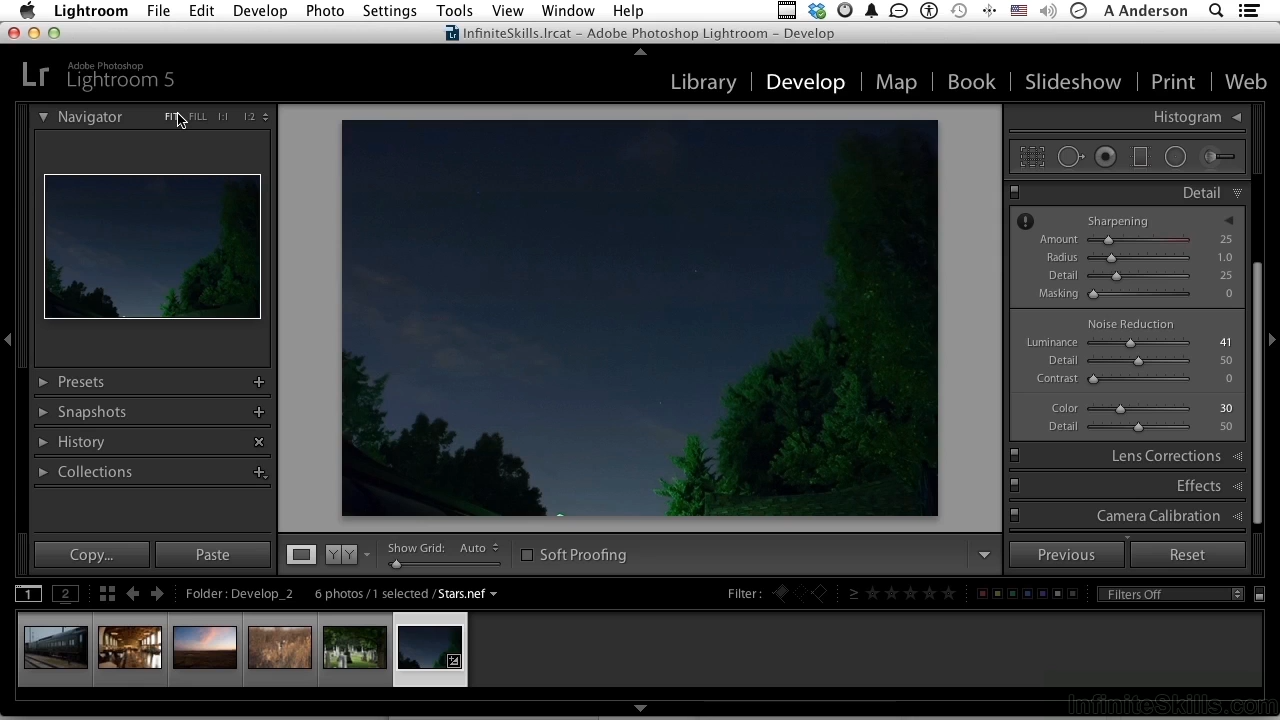 Lightroom File Edit Develop Photo Settings Tools View Window Help A Anderson
InfiniteSkills.lrcat – Adobe Photoshop Lightroom – Develop
Lr Adobe Photoshop
Lightroom 5
Library | Develop | Map | Book | Slideshow | Print | Web
Navigator FIT FILL 1:1 1:2
Histogram
Detail
Sharpening
Amount 25
Radius 1.0
Detail 25
Masking 0
Noise Reduction
Luminance 41
Detail 50
Contrast 0
Color 30
Detail 50
Presets
Snapshots
History
Collections
Lens Corrections
Effects
Camera Calibration
Copy... Paste
Show Grid: Auto Soft Proofing
Previous Reset
1 2 Folder : Develop_2 6 photos / 1 selected / Stars.nef Filter : Filters Off
InfiniteSkills.com